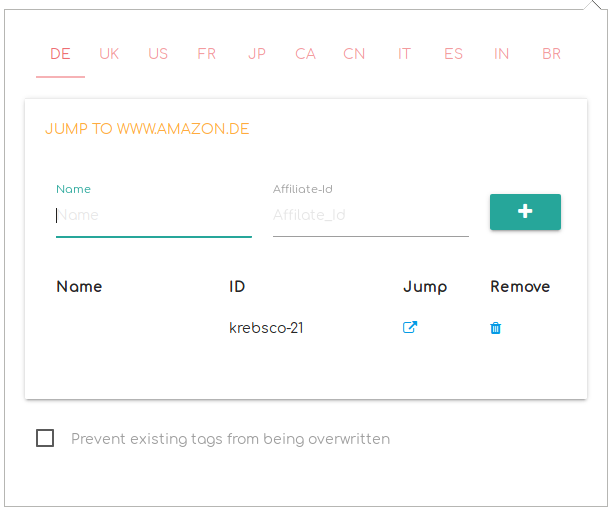 DE UK US FR JP CA CN IT ES IN BR
JUMP TO WWW.AMAZON.DE
Name Affiliate-Id
Name Affilate_Id
Name ID Jump Remove
krebsco-21
Prevent existing tags from being overwritten